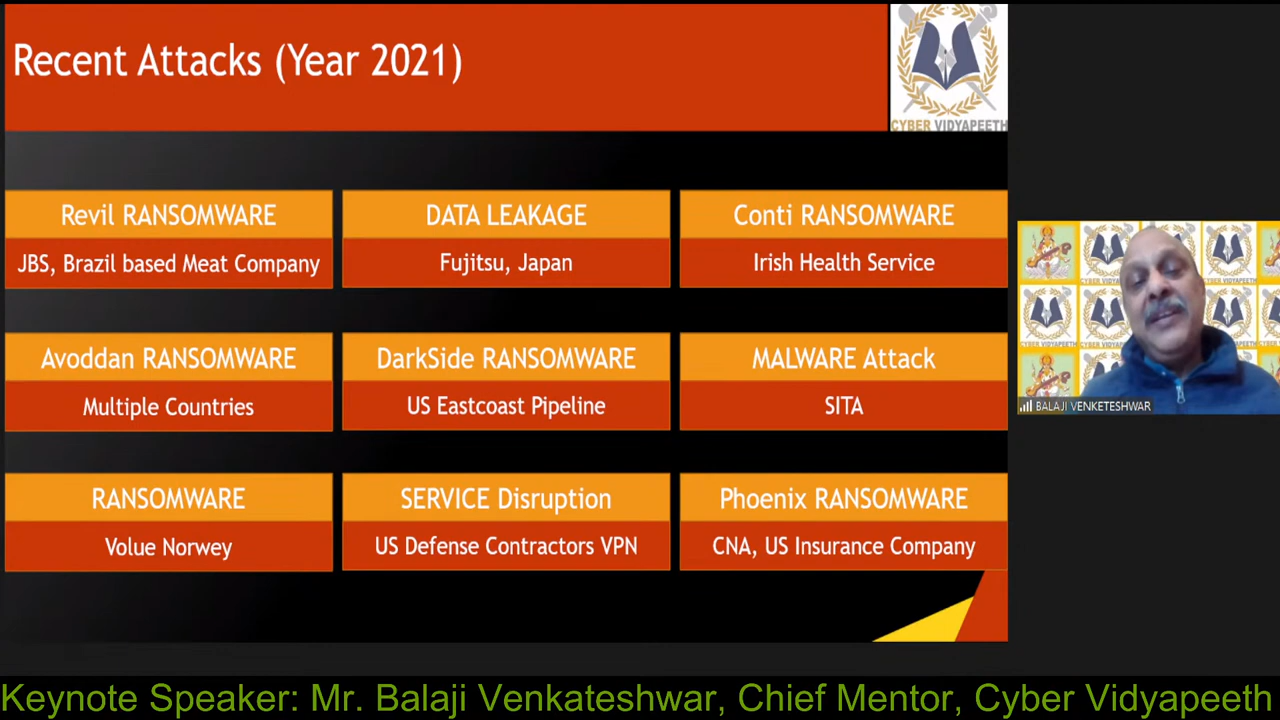 Recent Attacks (Year 2021)
CYBER VIDYAPEETH
Revil RANSOMWARE
JBS, Brazil based Meat Company
DATA LEAKAGE
Fujitsu, Japan
Conti RANSOMWARE
Irish Health Service
Avoddan RANSOMWARE
Multiple Countries
DarkSide RANSOMWARE
US Eastcoast Pipeline
MALWARE Attack
SITA
RANSOMWARE
Volue Norwey
SERVICE Disruption
US Defense Contractors VPN
Phoenix RANSOMWARE
CNA, US Insurance Company
BALAJI VENKETESHWAR
Keynote Speaker: Mr. Balaji Venkateshwar, Chief Mentor, Cyber Vidyapeeth